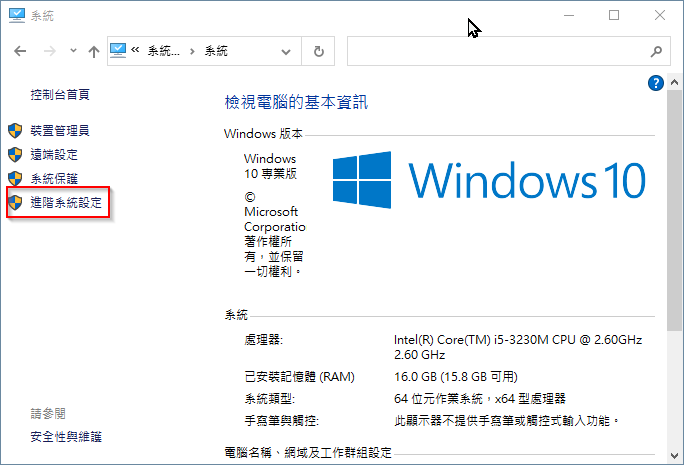 系統
系統... 系統
控制台首頁
裝置管理員
遠端設定
系統保護
進階系統設定
請參閱
安全性與維護
檢視電腦的基本資訊
Windows 版本
Windows
10 專業版
©
Microsoft
Corporatio
著作權所
有，並保留
一切權利。
Windows 10
系統
處理器: Intel(R) Core(TM) i5-3230M CPU @ 2.60GHz
2.60 GHz
已安裝記憶體 (RAM) 16.0 GB (15.8 GB 可用)
系統類型: 64 位元作業系統，x64 型處理器
手寫筆與觸控: 此顯示器不提供手寫筆或觸控式輸入功能。
電腦名稱、網域及工作群組設定